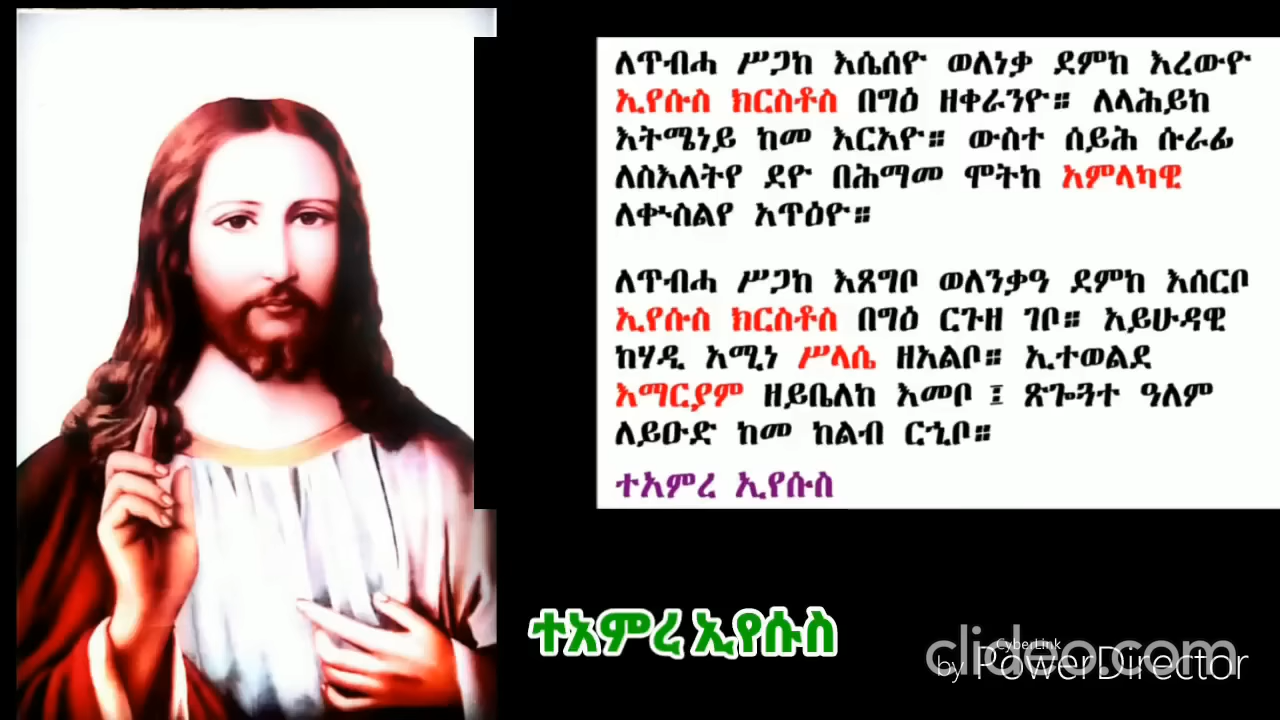 ለጥብሓ ሥጋከ እሴሰዮ ወለነቃ ደምከ እረውዮ
ኢየሱስ ክርስቶስ በግዕ ዘቀራንዮ። ለላሕይከ
እትሜነይ ከመ እርአዮ። ውስተ ሰይሕ ሱራፊ
ለስእለትየ ደዮ በሕማመ ሞትከ አምላካዊ
ለቍስልየ አጥዕዮ።
ለጥብሓ ሥጋከ እጸግቦ ወለንቃዓ ደምከ እሰርቦ
ኢየሱስ ክርስቶስ በግዕ ርጉዘ ገቦ። አይሁዳዊ
ከሃዲ አሚነ ሥላሴ ዘአልቦ። ኢተወልደ
እማርያም ዘይቤለከ እመቦ ፤ ጽጐጓተ ዓለም
ለይዑድ ከመ ከልብ ርኂቦ።
ተአምረ ኢየሱስ
ተአምረ ኢየሱስ
clideo.com
CyberLink
by PowerDirector